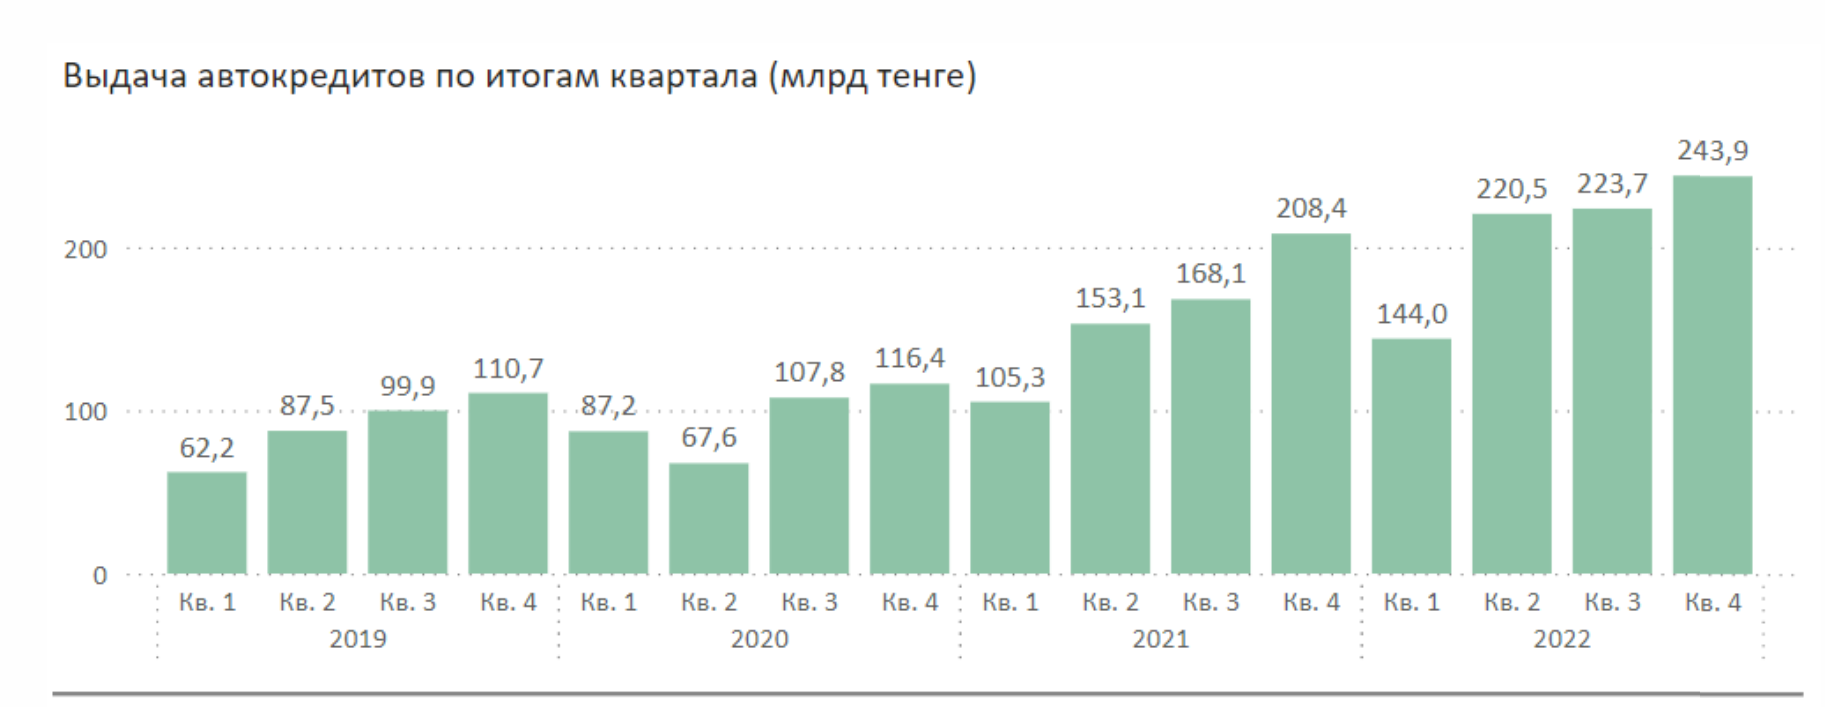 Выдача автокредитов по итогам квартала (млрд тенге)
243,9
220,5 223,7
208,4
200
168,1
153,1
144,0
110,7 107,8 116,4 105,3
99,9
100 87,5 87,2
62,2 67,6
0
Кв. 1 Кв. 2 Кв. 3 Кв. 4 Кв. 1 Кв. 2 Кв. 3 Кв. 4 Кв. 1 Кв. 2 Кв. 3 Кв. 4 Кв. 1 Кв. 2 Кв. 3 Кв. 4
2019 2020 2021 2022